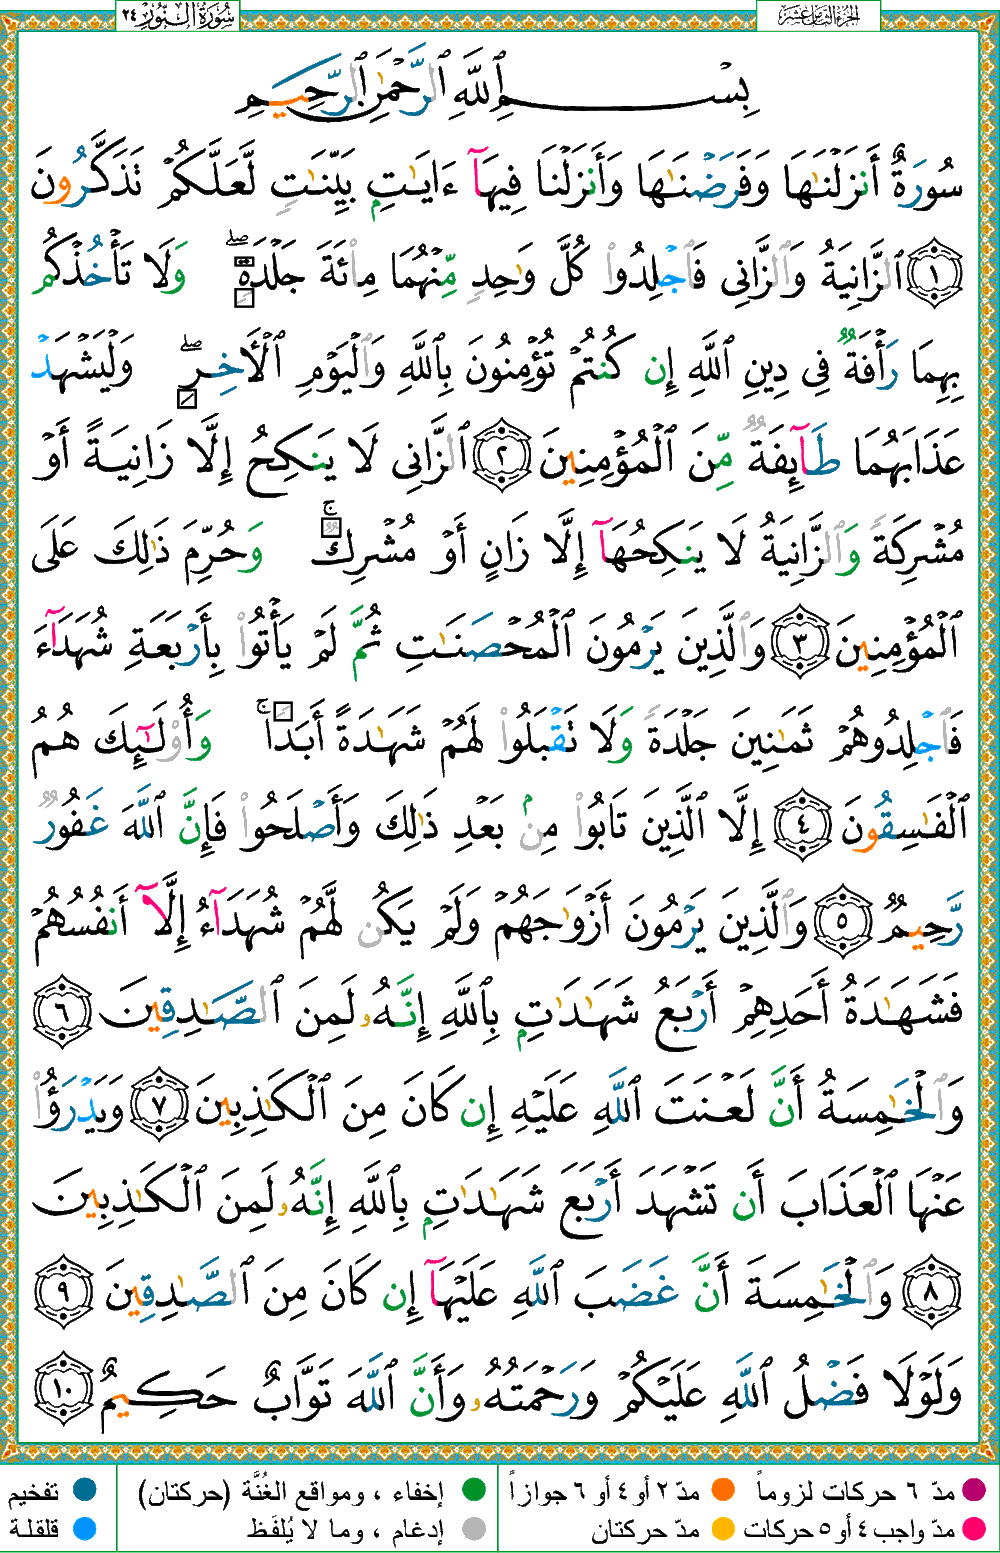 الجزء الثامن عشر
سُورَةُ النُّورِ ٢٤
بِسْمِ ٱللَّهِ ٱلرَّحْمَٰنِ ٱلرَّحِيمِ
سُورَةٌ أَنزَلْنَٰهَا وَفَرَضْنَٰهَا وَأَنزَلْنَا فِيهَآ ءَايَٰتٍۭ بَيِّنَٰتٍ لَّعَلَّكُمْ تَذَكَّرُونَ
١ ٱلزَّانِيَةُ وَٱلزَّانِى فَٱجْلِدُوا۟ كُلَّ وَٰحِدٍ مِّنْهُمَا مِا۟ئَةَ جَلْدَةٍۖ وَلَا تَأْخُذْكُم
بِهِمَا رَأْفَةٌ فِى دِينِ ٱللَّهِ إِن كُنتُمْ تُؤْمِنُونَ بِٱللَّهِ وَٱلْيَوْمِ ٱلْأَاخِرِۖ وَلْيَشْهَدْ
عَذَابَهُمَا طَآئِفَةٌ مِّنَ ٱلْمُؤْمِنِينَ ٢ ٱلزَّانِى لَا يَنكِحُ إِلَّا زَانِيَةً أَوْ
مُشْرِكَةً وَٱلزَّانِيَةُ لَا يَنكِحُهَآ إِلَّا زَانٍ أَوْ مُشْرِكٌۚ وَحُرِّمَ ذَٰلِكَ عَلَى
ٱلْمُؤْمِنِينَ ٣ وَٱلَّذِينَ يَرْمُونَ ٱلْمُحْصَنَٰتِ ثُمَّ لَمْ يَأْتُوا۟ بِأَرْبَعَةِ شُهَدَآءَ
فَٱجْلِدُوهُمْ ثَمَٰنِينَ جَلْدَةً وَلَا تَقْبَلُوا۟ لَهُمْ شَهَٰدَةً أَبَدًاۚ وَأُو۟لَٰٓئِكَ هُمُ
ٱلْفَٰسِقُونَ ٤ إِلَّا ٱلَّذِينَ تَابُوا۟ مِنۢ بَعْدِ ذَٰلِكَ وَأَصْلَحُوا۟ فَإِنَّ ٱللَّهَ غَفُورٌ
رَّحِيمٌ ٥ وَٱلَّذِينَ يَرْمُونَ أَزْوَٰجَهُمْ وَلَمْ يَكُن لَّهُمْ شُهَدَآءُ إِلَّآ أَنفُسُهُمْ
فَشَهَٰدَةُ أَحَدِهِمْ أَرْبَعُ شَهَٰدَٰتٍۭ بِٱللَّهِ إِنَّهُۥ لَمِنَ ٱلصَّٰدِقِينَ ٦
وَٱلْخَٰمِسَةُ أَنَّ لَعْنَتَ ٱللَّهِ عَلَيْهِ إِن كَانَ مِنَ ٱلْكَٰذِبِينَ ٧ وَيَدْرَؤُا۟
عَنْهَا ٱلْعَذَابَ أَن تَشْهَدَ أَرْبَعَ شَهَٰدَٰتٍۭ بِٱللَّهِ إِنَّهُۥ لَمِنَ ٱلْكَٰذِبِينَ
٨ وَٱلْخَٰمِسَةَ أَنَّ غَضَبَ ٱللَّهِ عَلَيْهَآ إِن كَانَ مِنَ ٱلصَّٰدِقِينَ ٩
وَلَوْلَا فَضْلُ ٱللَّهِ عَلَيْكُمْ وَرَحْمَتُهُۥ وَأَنَّ ٱللَّهَ تَوَّابٌ حَكِيمٌ ١٠
مدّ ٦ حركات لزوماً مدّ ٢ أو ٤ أو ٦ جوازاً إخفاء ، ومواقع الغُنَّة (حركتان) تفخيم
مدّ واجب ٤ أو ٥ حركات مدّ حركتان إدغام ، وما لا يُلفَظ قلقلة